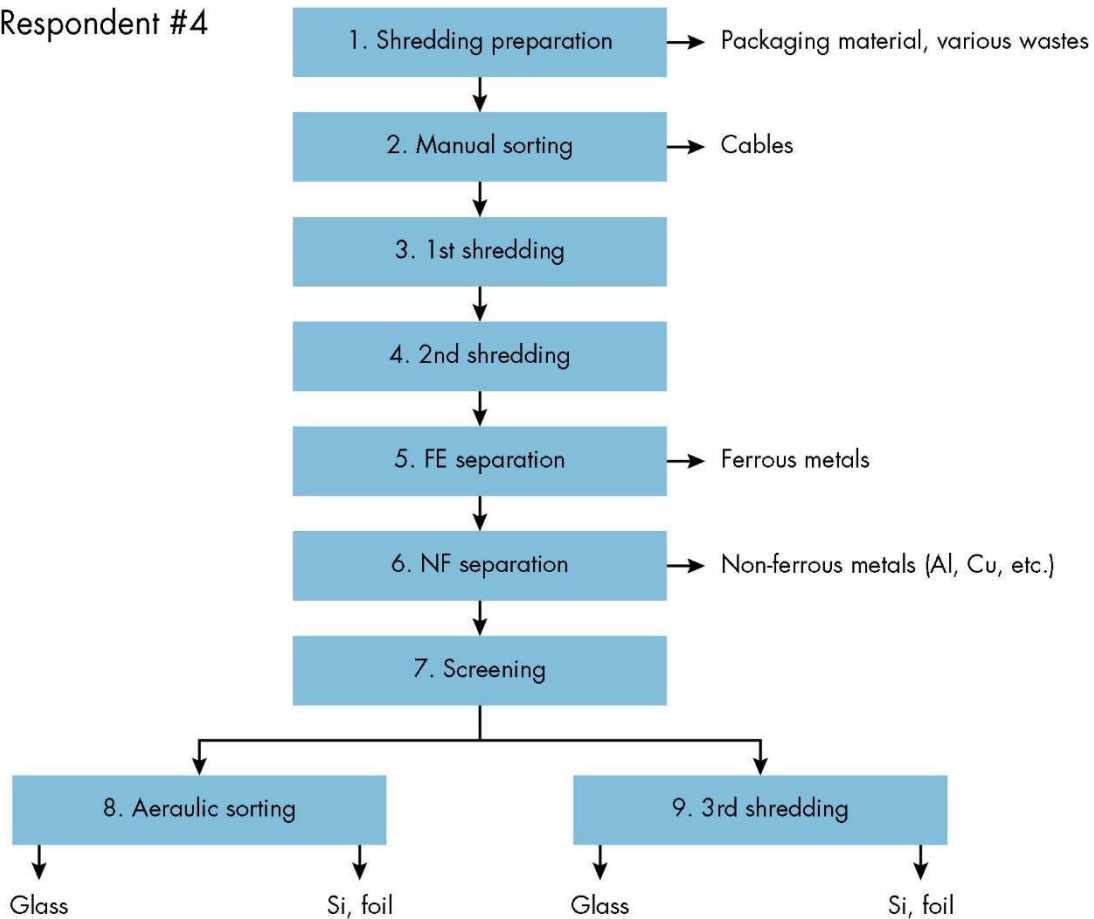 Respondent #4
1. Shredding preparation
Packaging material, various wastes
2. Manual sorting
Cables
3. 1st shredding
4. 2nd shredding
5. FE separation
Ferrous metals
6. NF separation
Non-ferrous metals (Al, Cu, etc.)
7. Screening
8. Aeraulic sorting
9. 3rd shredding
Glass
Si, foil
Glass
Si, foil